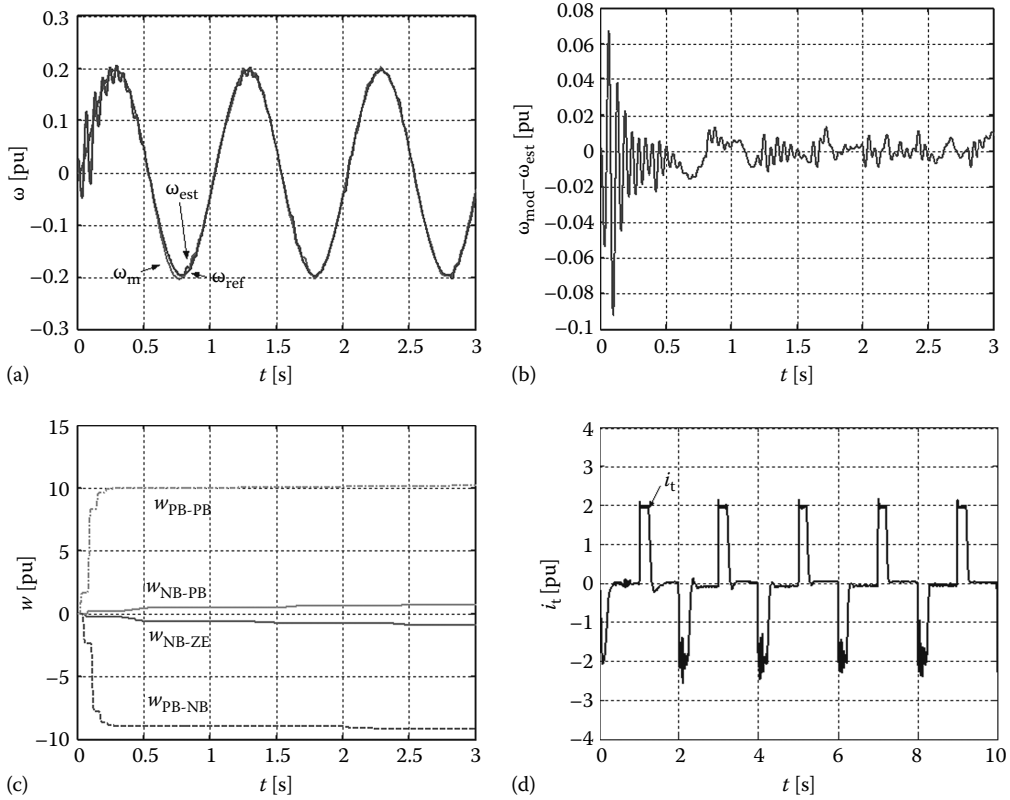 0.3
0.2
0.1
0
−0.1
−0.2
−0.3
ω [pu]
ω_est
ω_m
ω_ref
0 0.5 1 1.5 2 2.5 3
t [s]
(a)
0.08
0.06
0.04
0.02
0
−0.02
−0.04
−0.06
−0.08
−0.1
ω_mod−ω_est [pu]
0 0.5 1 1.5 2 2.5 3
t [s]
(b)
15
10
5
0
−5
−10
w [pu]
w_PB-PB
w_NB-PB
w_NB-ZE
w_PB-NB
0 0.5 1 1.5 2 2.5 3
t [s]
(c)
4
3
2
1
0
−1
−2
−3
−4
i_t [pu]
i_t
0 2 4 6 8 10
t [s]
(d)